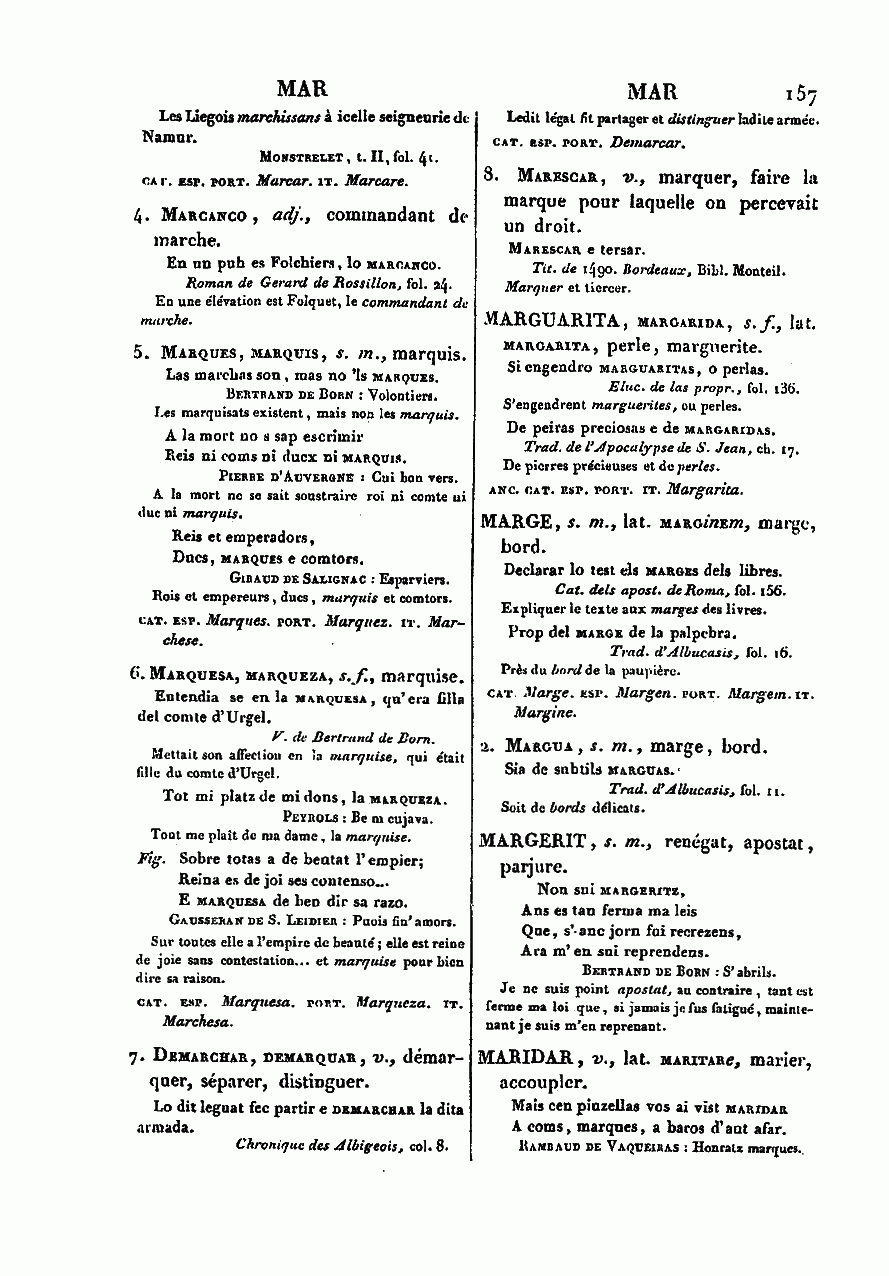 MAR
MAR 157
Les Liegois marchissans à icelle seigneurie de
Namur.
MONSTRELET, t. II, fol. 41.
CAT. ESP. PORT. Marcar. IT. Marcare.
4. MARCANCO, adj., commandant de
marche.
En un puh es Folchiers, lo MARCANCO.
Roman de Gerard de Rossillon, fol. 24.
En une élévation est Folquet, le commandant de
marche.
5. MARQUES, MARQUIS, s. m., marquis.
Las marchas son, mas no 'ls MARQUES.
BERTRAND DE BORN : Volontiers.
Les marquisats existent, mais non les marquis.
A la mort no s sap escrimir
Reis ni coms ni ducx ni MARQUIS.
PIERRE D'AUVERGNE : Cui bon vers.
A la mort ne se sait soustraire roi ni comte ni
duc ni marquis.
Reis et emperadors,
Ducs, MARQUES e comtors.
GIRAUD DE SALIGNAC : Esparviers.
Rois et empereurs, ducs, marquis et comtors.
CAT. ESP. Marques. PORT. Marquez. IT. Mar-
chese.
6. MARQUESA, MARQUEZA, s. f., marquise.
Entendia se en la MARQUESA, qu'era filla
del comte d'Urgel.
V. de Bertrand de Born.
Mettait son affection en la marquise, qui était
fille du comte d'Urgel.
Tot mi platz de midons, la MARQUEZA.
PEYROLS : Be m cujava.
Tout me plaît de ma dame, la marquise.
Fig. Sobre totas a de beutat l'empier;
Reina es de joi ses contenso...
E MARQUESA de ben dir sa razo.
GAUSSERAN DE S. LEIDIER : Puois fin'amors.
Sur toutes elle a l'empire de beauté; elle est reine
de joie sans contestation... et marquise pour bien
dire sa raison.
CAT. ESP. Marquesa. PORT. Marqueza. IT.
Marchesa.
7. DEMARCHAR, DEMARQUAR, v., démar-
quer, séparer, distinguer.
Lo dit leguat fec partir e DEMARCHAR la dita
armada.
Chronique des Albigeois, col. 8.
Ledit légat fit partager et distinguer ladite armée.
CAT. ESP. PORT. Demarcar.
8. MARESCAR, v., marquer, faire la
marque pour laquelle on percevait
un droit.
MARESCAR e tersar.
Tit. de 1490. Bordeaux, Bibl. Monteil.
Marquer et tiercer.
MARGUARITA, MARGARIDA, s. f., lat.
MARGARITA, perle, marguerite.
Si engendro MARGUARITAS, o perlas.
Eluc. de las propr., fol. 136.
S'engendrent marguerites, ou perles.
De peiras preciosas e de MARGARIDAS.
Trad. de l'Apocalypse de S. Jean, ch. 17.
De pierres précieuses et de perles.
ANC. CAT. ESP. PORT. IT. Margarita.
MARGE, s. m., lat. MARGinEM, marge,
bord.
Declarar lo test els MARGES dels libres.
Cat. dels apost. de Roma, fol. 156.
Expliquer le texte aux marges des livres.
Prop del MARGE de la palpebra.
Trad. d'Albucasis, fol. 16.
Près du bord de la paupière.
CAT. Marge. ESP. Margen. PORT. Margem. IT.
Margine.
2. MARGUA, s. m., marge, bord.
Sia de subtils MARGUAS.
Trad. d'Albucasis, fol. 11.
Soit de bords délicats.
MARGERIT, s. m., renégat, apostat,
parjure.
Non sui MARGERITZ,
Ans es tan ferma ma leis
Que, s'anc jorn fui recrezens,
Ara m'en sui reprendens.
BERTRAND DE BORN : S'abrils.
Je ne suis point apostat, au contraire, tant est
ferme ma loi que, si jamais je fus fatigué, mainte-
nant je suis m'en reprenant.
MARIDAR, v., lat. MARITARe, marier,
accoupler.
Mais cen piuzellas vos ai vist MARIDAR
A coms, marques, a baros d'aut afar.
RAMBAUD DE VAQUEIRAS : Honratz marques.